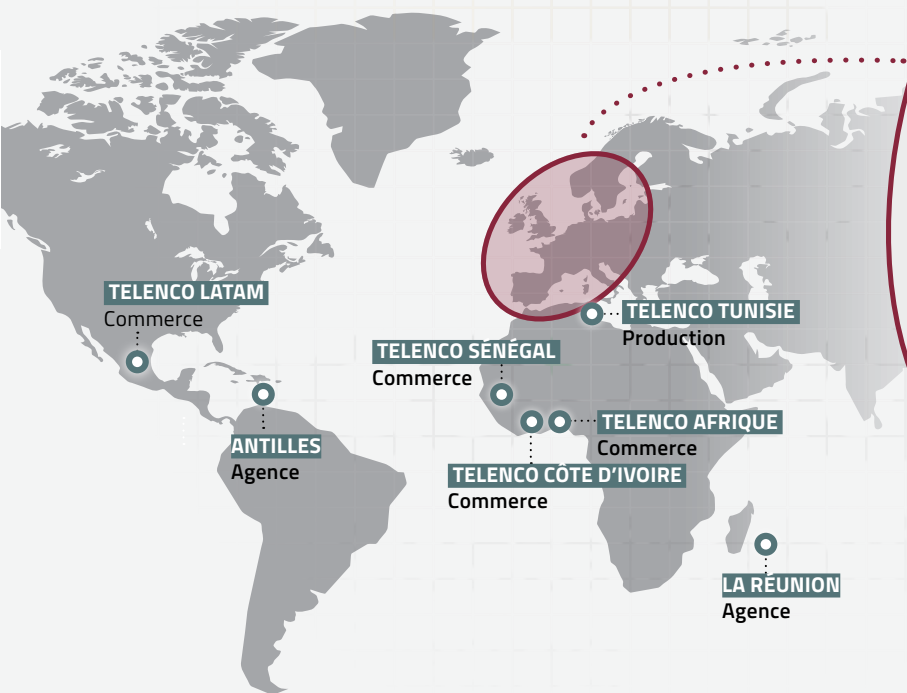 TELENCO LATAM
Commerce
TELENCO TUNISIE
Production
TELENCO SÉNÉGAL
Commerce
TELENCO AFRIQUE
Commerce
ANTILLES
Agence
TELENCO CÔTE D'IVOIRE
Commerce
LA RÉUNION
Agence